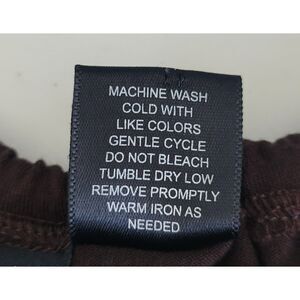 MACHINE WASH
COLD WITH
LIKE COLORS
GENTLE CYCLE
DO NOT BLEACH
TUMBLE DRY LOW
REMOVE PROMPTLY
WARM IRON AS
NEEDED